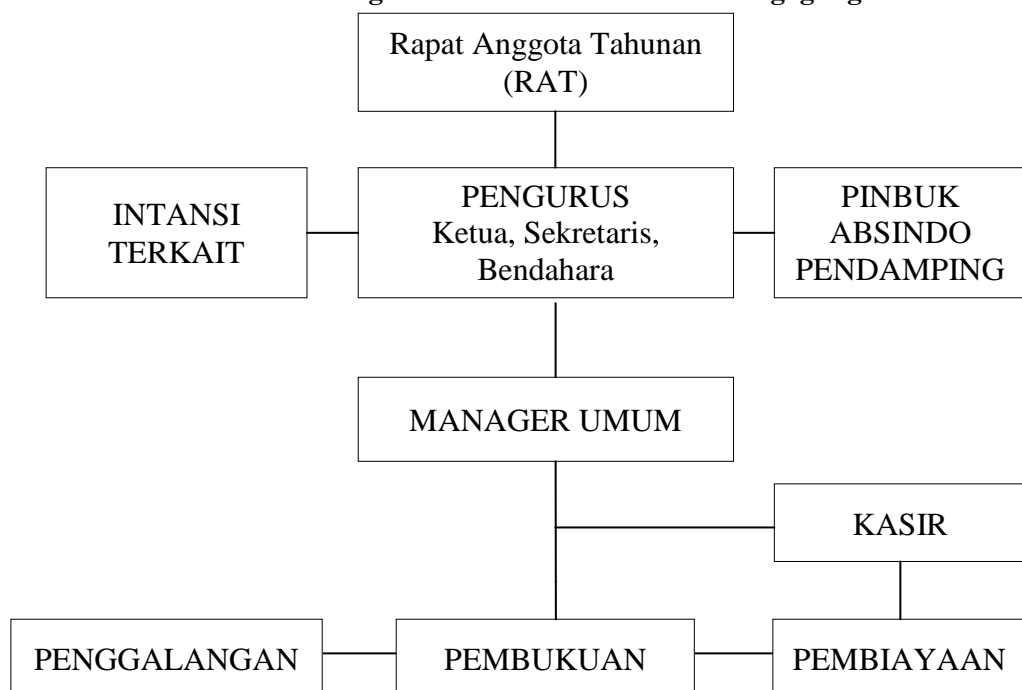 Rapat Anggota Tahunan
(RAT)
INTANSI
TERKAIT
PENGURUS
Ketua, Sekretaris,
Bendahara
PINBUK
ABSINDO
PENDAMPING
MANAGER UMUM
KASIR
PENGGALANGAN
PEMBUKUAN
PEMBIAYAAN